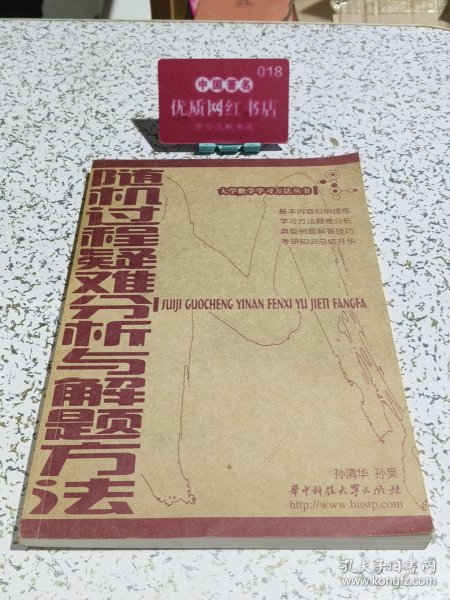 018
中国著名
优质网红书店
大学数学学习方法丛书
基本内容归纳提炼
学习方法疑难分析
典型例题解答技巧
考研知识总结升华
随机过程疑难分析与解题方法
SUIJI GUOCHENG YINAN FENXI YU JIETI FANGFA
孙清华 孙昊
华中科技大学出版社
http://www.hustp.com
孔夫子旧书网
kongfz.com